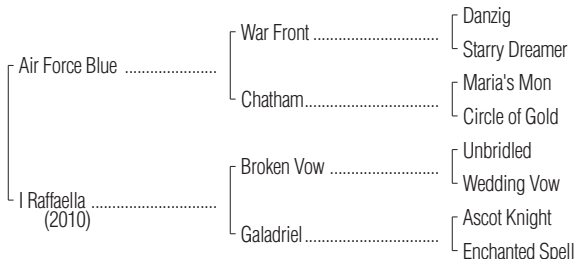 Danzig
War Front ..................................
Starry Dreamer
Air Force Blue ........................
Maria's Mon
Chatham....................................
Circle of Gold
Unbridled
Broken Vow .............................
Wedding Vow
I Raffaella .................................
(2010)
Ascot Knight
Galadriel....................................
Enchanted Spell